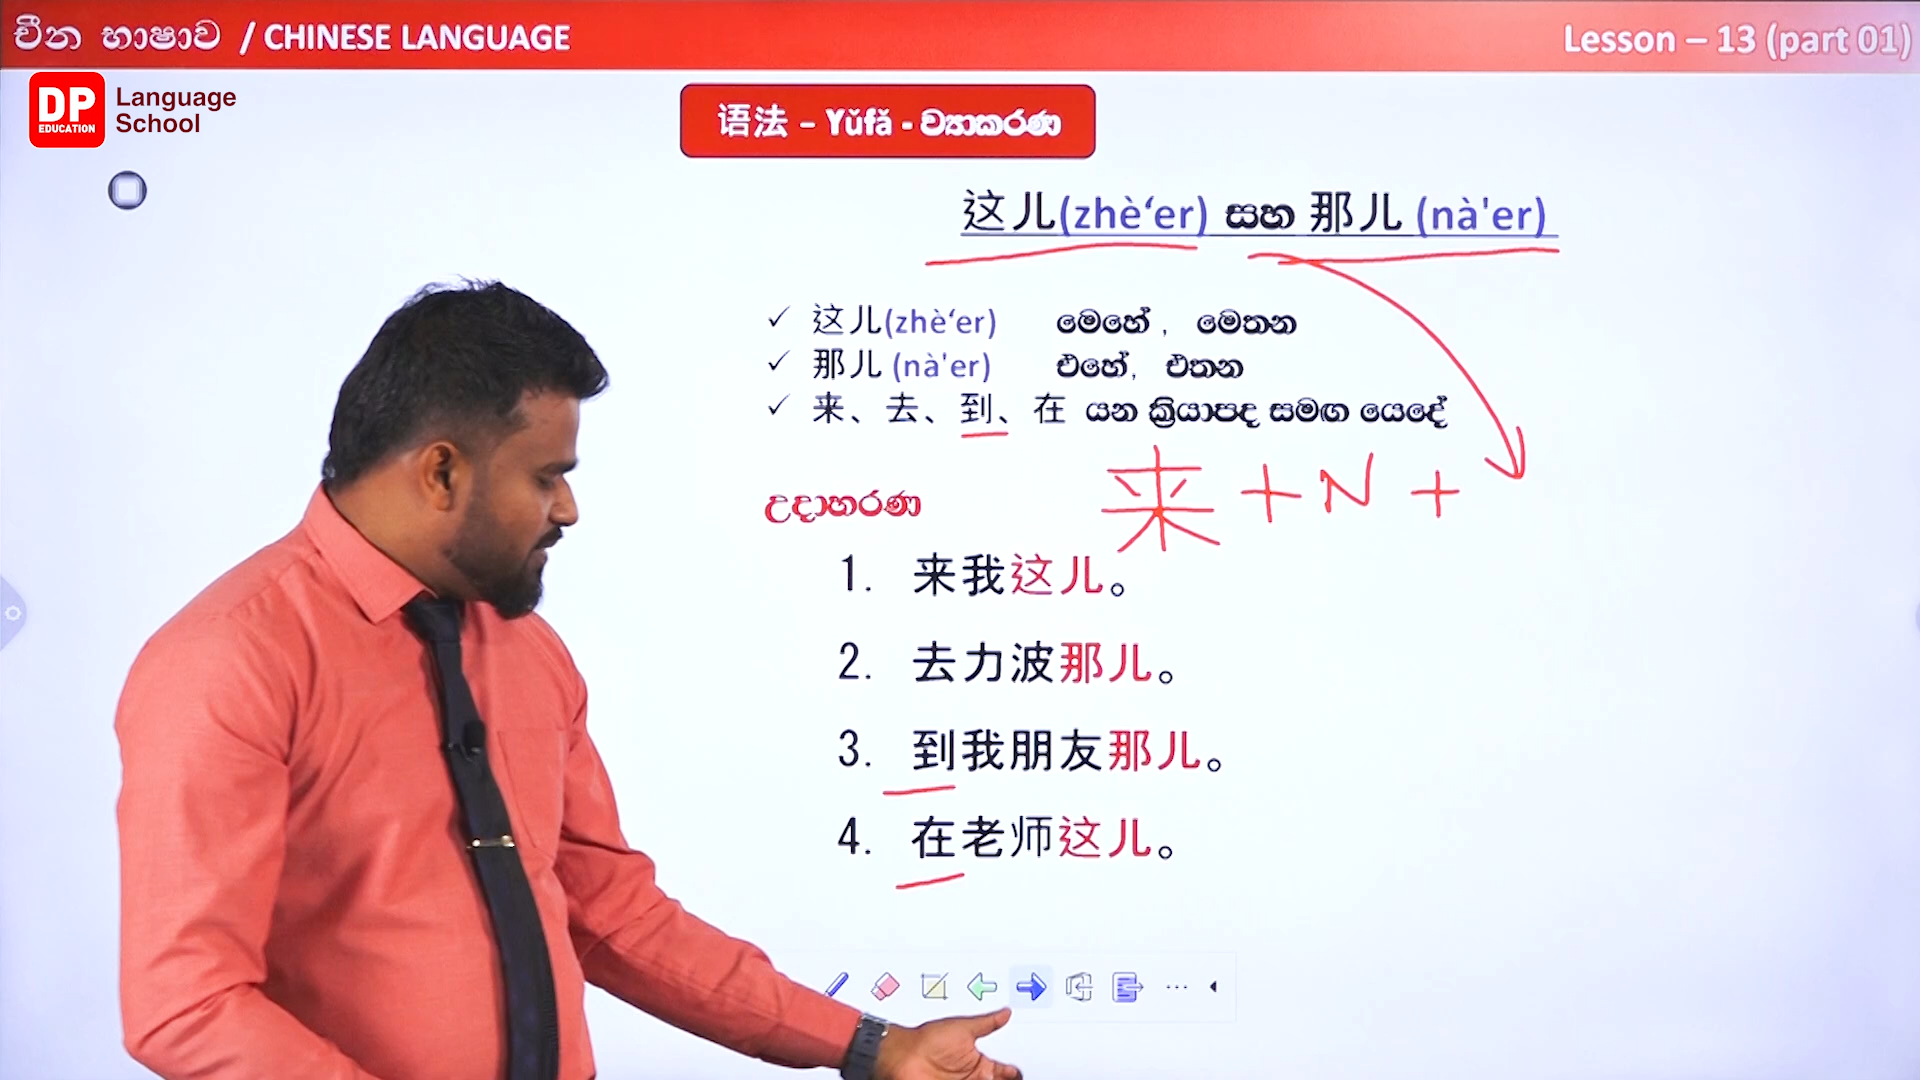 චීන භාෂාව / CHINESE LANGUAGE
Lesson – 13 (part 01)
DP EDUCATION
Language School
语法 – Yǔfǎ - ව්‍යාකරණ
这儿(zhè‘er) සහ 那儿 (nà'er)
✓ 这儿(zhè‘er) මෙහේ , මෙතන
✓ 那儿 (nà'er) එහේ, එතන
✓ 来、去、到、在 යන ක්‍රියාපද සමඟ යෙදේ
来 + N +
උදාහරණ
1. 来我这儿。
2. 去力波那儿。
3. 到我朋友那儿。
4. 在老师这儿。